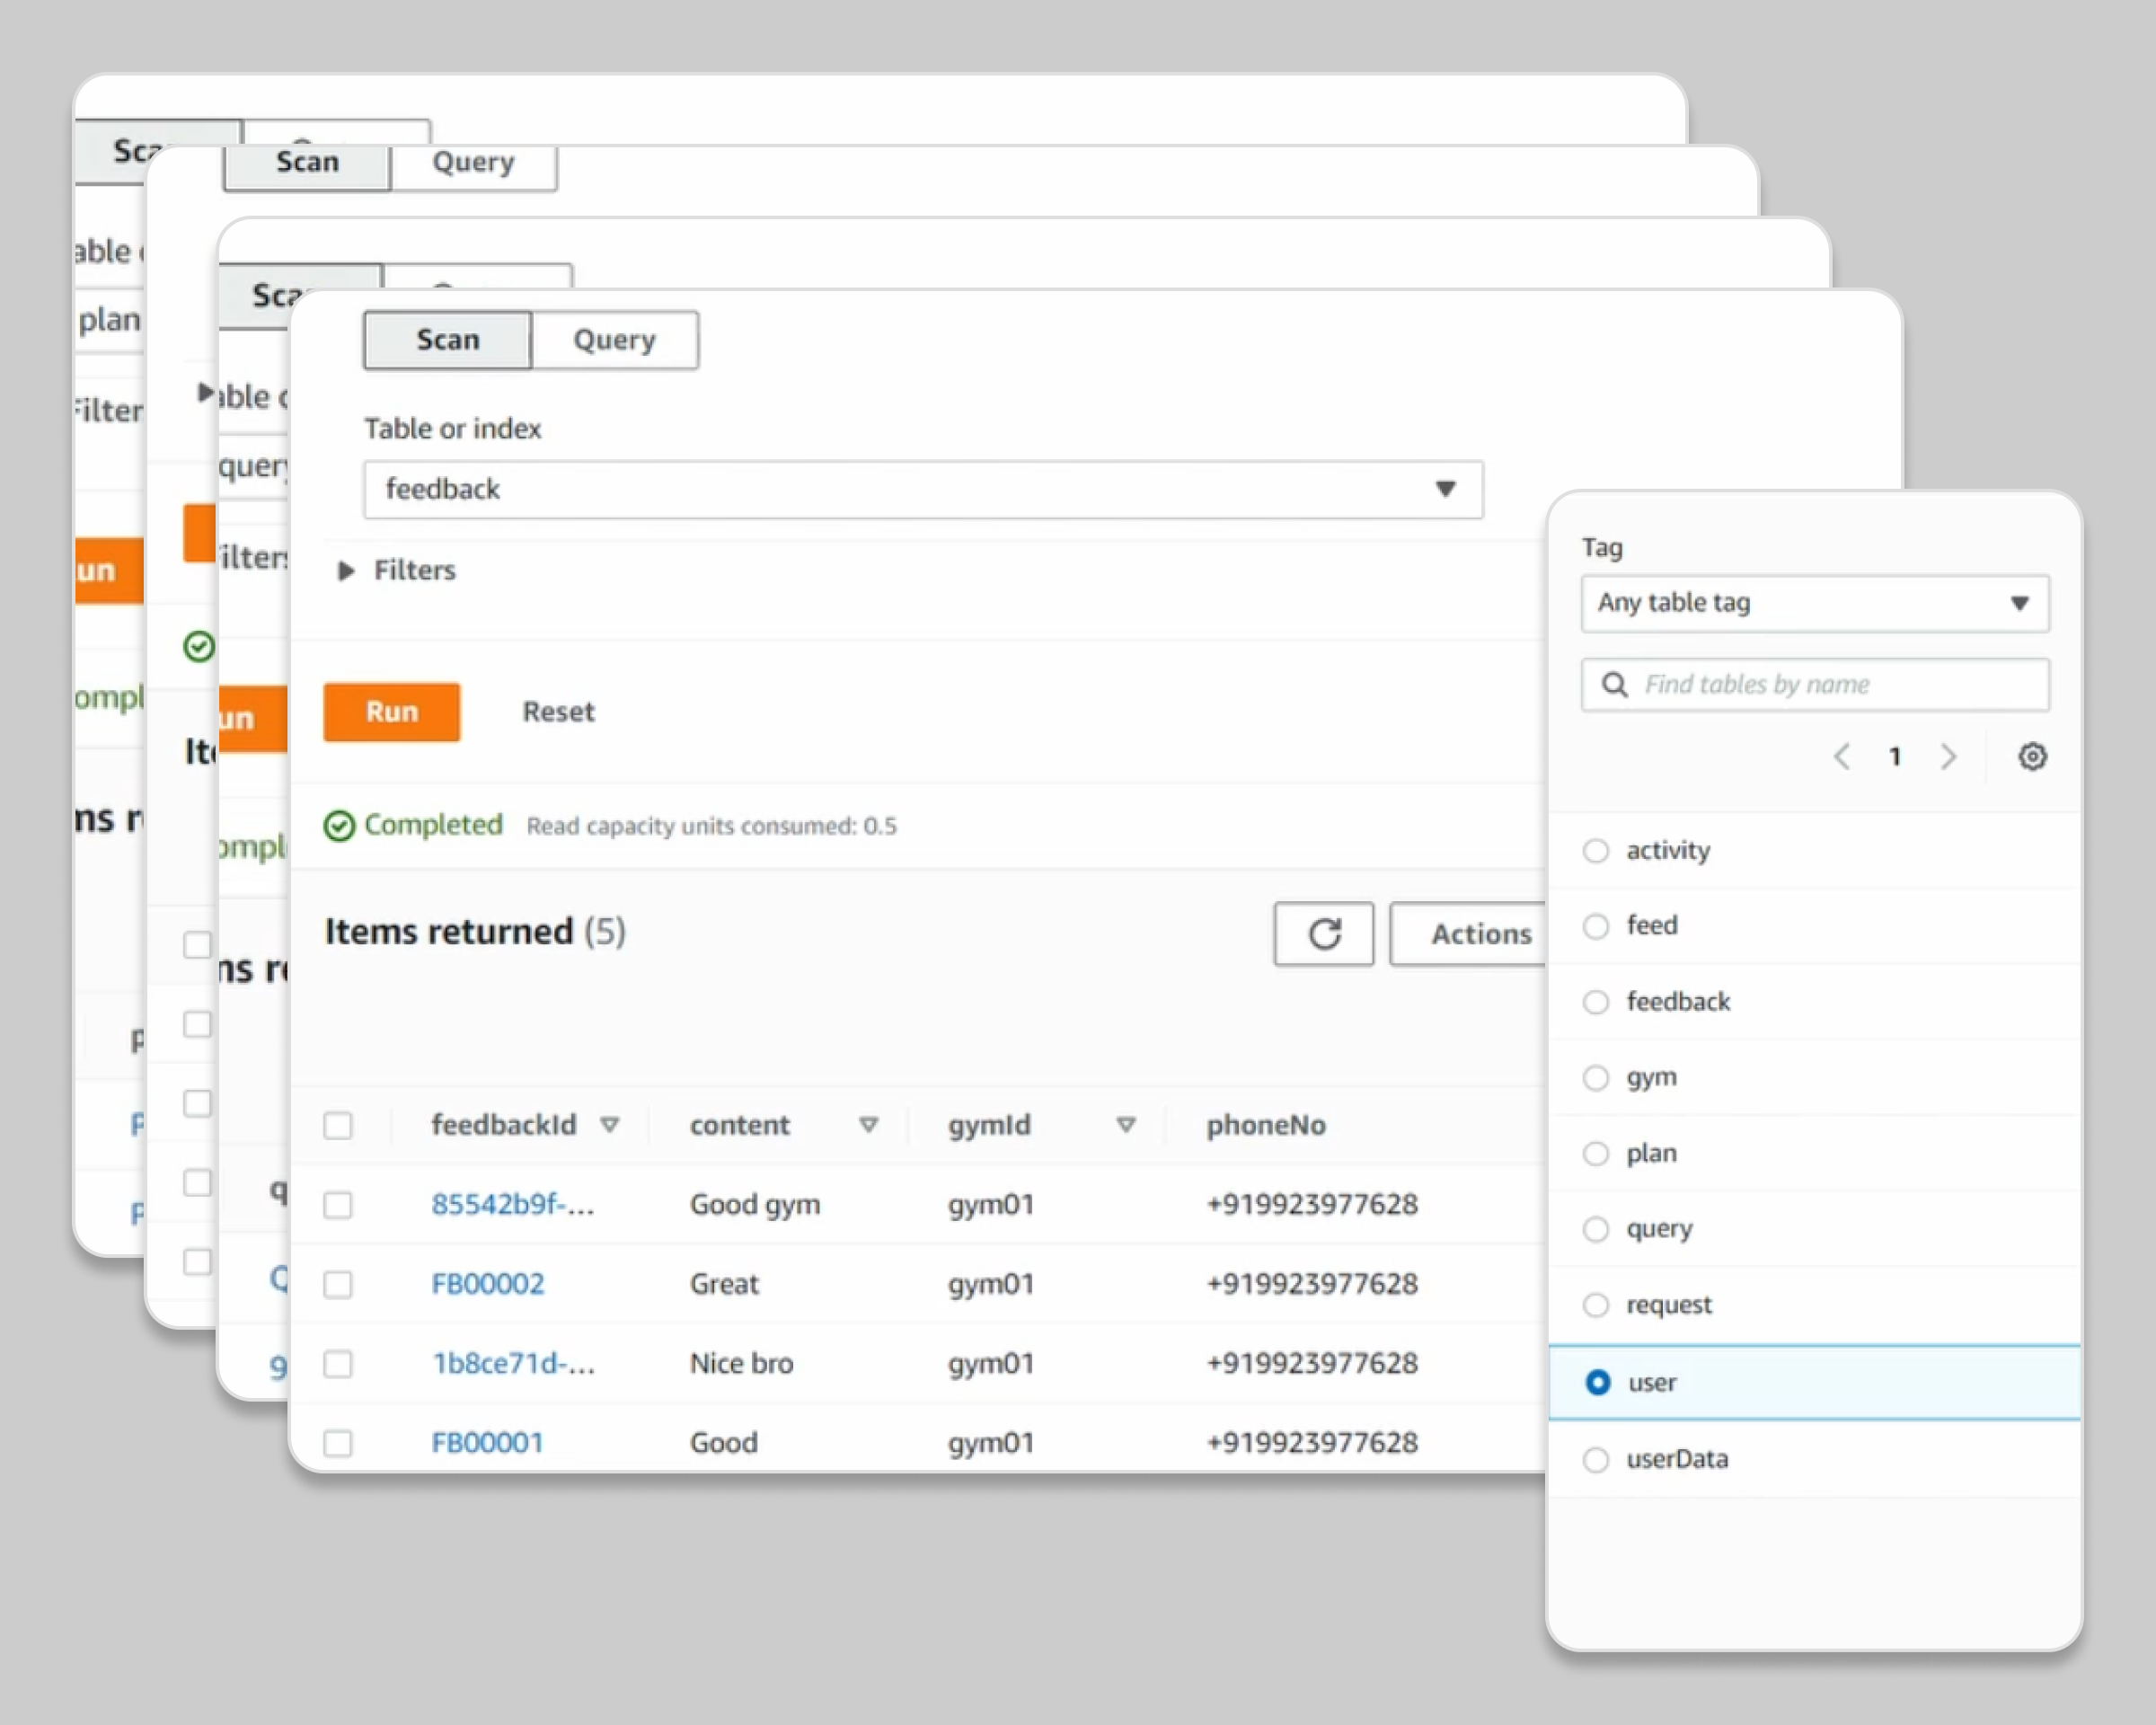 Scan Query
Table or index
feedback
Filters
Run Reset
Completed Read capacity units consumed: 0.5
Items returned (5)
Actions
feedbackId content gymId phoneNo
85542b9f-... Good gym gym01 +919923977628
FB00002 Great gym01 +919923977628
1b8ce71d-... Nice bro gym01 +919923977628
FB00001 Good gym01 +919923977628
Tag
Any table tag
Find tables by name
1
activity
feed
feedback
gym
plan
query
request
user
userData
Scan Query
plan